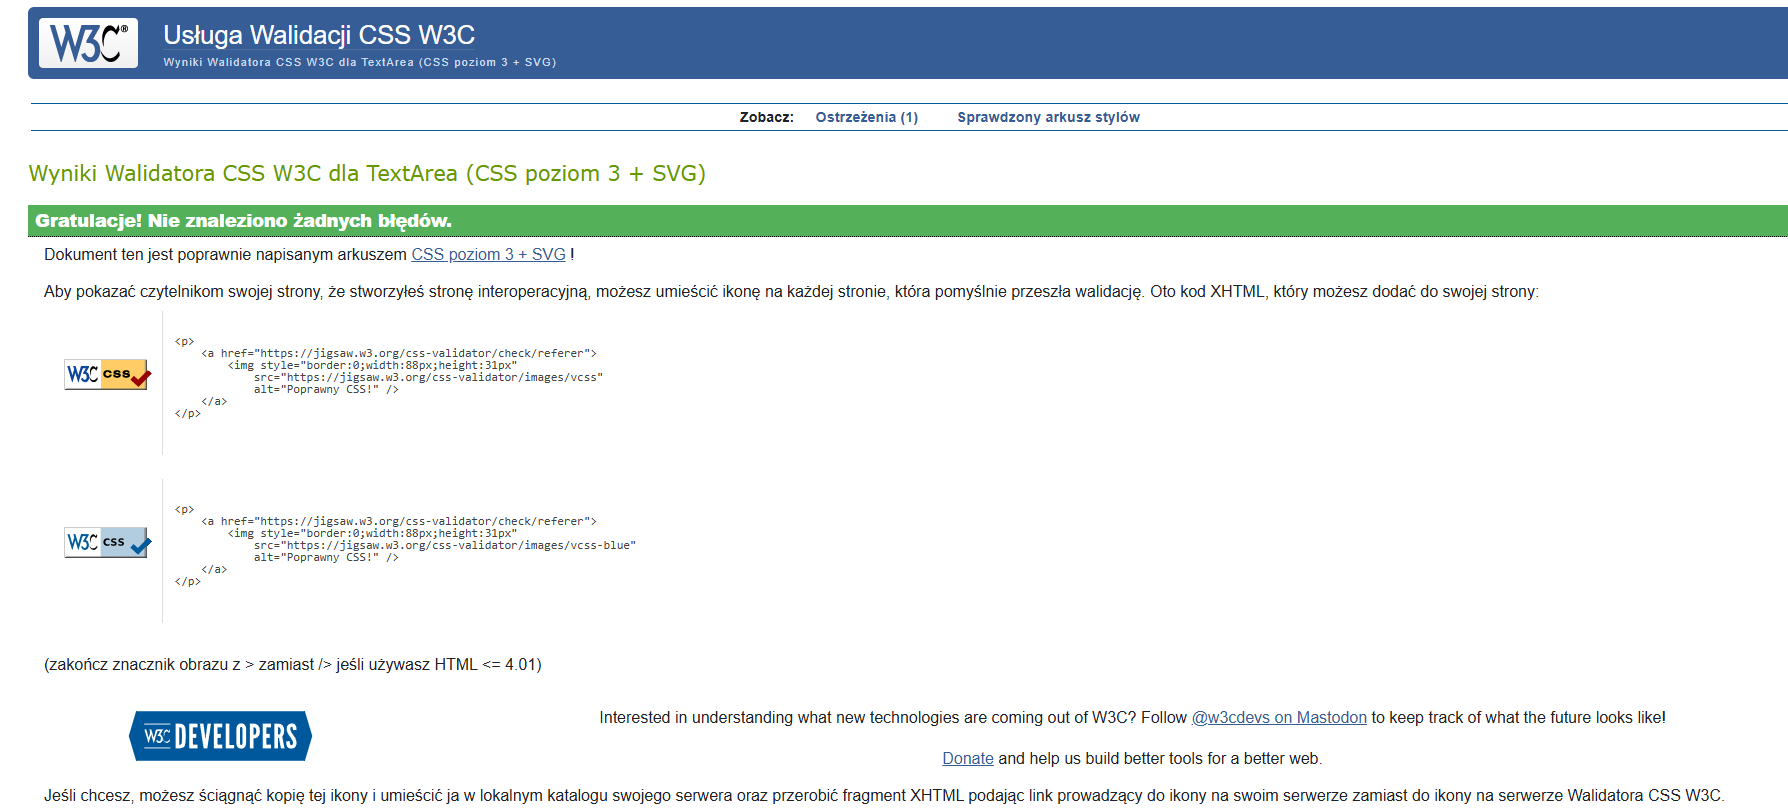 W3C®
Usługa Walidacji CSS W3C
Wyniki Walidatora CSS W3C dla TextArea (CSS poziom 3 + SVG)
Zobacz: Ostrzeżenia (1) Sprawdzony arkusz stylów
Wyniki Walidatora CSS W3C dla TextArea (CSS poziom 3 + SVG)
Gratulacje! Nie znaleziono żadnych błędów.
Dokument ten jest poprawnie napisanym arkuszem CSS poziom 3 + SVG !
Aby pokazać czytelnikom swojej strony, że stworzyłeś stronę interoperacyjną, możesz umieścić ikonę na każdej stronie, która pomyślnie przeszła walidację. Oto kod XHTML, który możesz dodać do swojej strony:
W3C css
<p>
<a href="https://jigsaw.w3.org/css-validator/check/referer">
<img style="border:0;width:88px;height:31px"
src="https://jigsaw.w3.org/css-validator/images/vcss"
alt="Poprawny CSS!" />
</a>
</p>
W3C css
<p>
<a href="https://jigsaw.w3.org/css-validator/check/referer">
<img style="border:0;width:88px;height:31px"
src="https://jigsaw.w3.org/css-validator/images/vcss-blue"
alt="Poprawny CSS!" />
</a>
</p>
(zakończ znacznik obrazu z > zamiast /> jeśli używasz HTML <= 4.01)
W3C DEVELOPERS
Interested in understanding what new technologies are coming out of W3C? Follow @w3cdevs on Mastodon to keep track of what the future looks like!
Donate and help us build better tools for a better web.
Jeśli chcesz, możesz ściągnąć kopię tej ikony i umieścić ja w lokalnym katalogu swojego serwera oraz przerobić fragment XHTML podając link prowadzący do ikony na swoim serwerze zamiast do ikony na serwerze Walidatora CSS W3C.